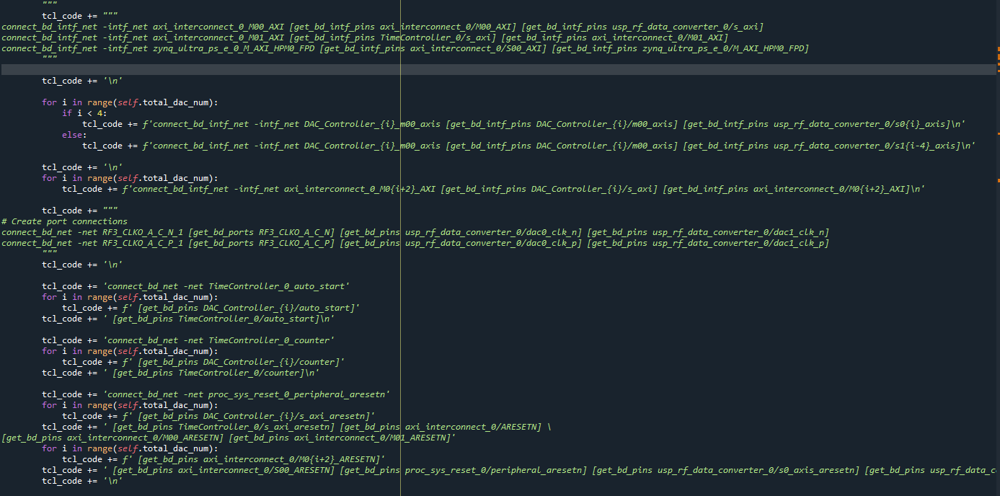 """
tcl_code += """
connect_bd_intf_net -intf_net axi_interconnect_0_M00_AXI [get_bd_intf_pins axi_interconnect_0/M00_AXI] [get_bd_intf_pins usp_rf_data_converter_0/s_axi]
connect_bd_intf_net -intf_net axi_interconnect_0_M01_AXI [get_bd_intf_pins TimeController_0/s_axi] [get_bd_intf_pins axi_interconnect_0/M01_AXI]
connect_bd_intf_net -intf_net zynq_ultra_ps_e_0_M_AXI_HPM0_FPD [get_bd_intf_pins axi_interconnect_0/S00_AXI] [get_bd_intf_pins zynq_ultra_ps_e_0/M_AXI_HPM0_FPD]
"""
tcl_code += '\n'
for i in range(self.total_dac_num):
if i < 4:
tcl_code += f'connect_bd_intf_net -intf_net DAC_Controller_{i}_m00_axis [get_bd_intf_pins DAC_Controller_{i}/m00_axis] [get_bd_intf_pins usp_rf_data_converter_0/s0{i}_axis]\n'
else:
tcl_code += f'connect_bd_intf_net -intf_net DAC_Controller_{i}_m00_axis [get_bd_intf_pins DAC_Controller_{i}/m00_axis] [get_bd_intf_pins usp_rf_data_converter_0/s1{i-4}_axis]\n'
tcl_code += '\n'
for i in range(self.total_dac_num):
tcl_code += f'connect_bd_intf_net -intf_net axi_interconnect_0_M0{i+2}_AXI [get_bd_intf_pins DAC_Controller_{i}/s_axi] [get_bd_intf_pins axi_interconnect_0/M0{i+2}_AXI]\n'
tcl_code += """
# Create port connections
connect_bd_net -net RF3_CLKO_A_C_N_1 [get_bd_ports RF3_CLKO_A_C_N] [get_bd_pins usp_rf_data_converter_0/dac0_clk_n] [get_bd_pins usp_rf_data_converter_0/dac1_clk_n]
connect_bd_net -net RF3_CLKO_A_C_P_1 [get_bd_ports RF3_CLKO_A_C_P] [get_bd_pins usp_rf_data_converter_0/dac0_clk_p] [get_bd_pins usp_rf_data_converter_0/dac1_clk_p]
"""
tcl_code += '\n'
tcl_code += 'connect_bd_net -net TimeController_0_auto_start'
for i in range(self.total_dac_num):
tcl_code += f' [get_bd_pins DAC_Controller_{i}/auto_start]'
tcl_code += ' [get_bd_pins TimeController_0/auto_start]\n'
tcl_code += 'connect_bd_net -net TimeController_0_counter'
for i in range(self.total_dac_num):
tcl_code += f' [get_bd_pins DAC_Controller_{i}/counter]'
tcl_code += ' [get_bd_pins TimeController_0/counter]\n'
tcl_code += 'connect_bd_net -net proc_sys_reset_0_peripheral_aresetn'
for i in range(self.total_dac_num):
tcl_code += f' [get_bd_pins DAC_Controller_{i}/s_axi_aresetn]'
tcl_code += ' [get_bd_pins TimeController_0/s_axi_aresetn] [get_bd_pins axi_interconnect_0/ARESETN] \
[get_bd_pins axi_interconnect_0/M00_ARESETN] [get_bd_pins axi_interconnect_0/M01_ARESETN]'
for i in range(self.total_dac_num):
tcl_code += f' [get_bd_pins axi_interconnect_0/M0{i+2}_ARESETN]'
tcl_code += ' [get_bd_pins axi_interconnect_0/S00_ARESETN] [get_bd_pins proc_sys_reset_0/peripheral_aresetn] [get_bd_pins usp_rf_data_converter_0/s0_axis_aresetn] [get_bd_pins usp_rf_data_c
tcl_code += '\n'